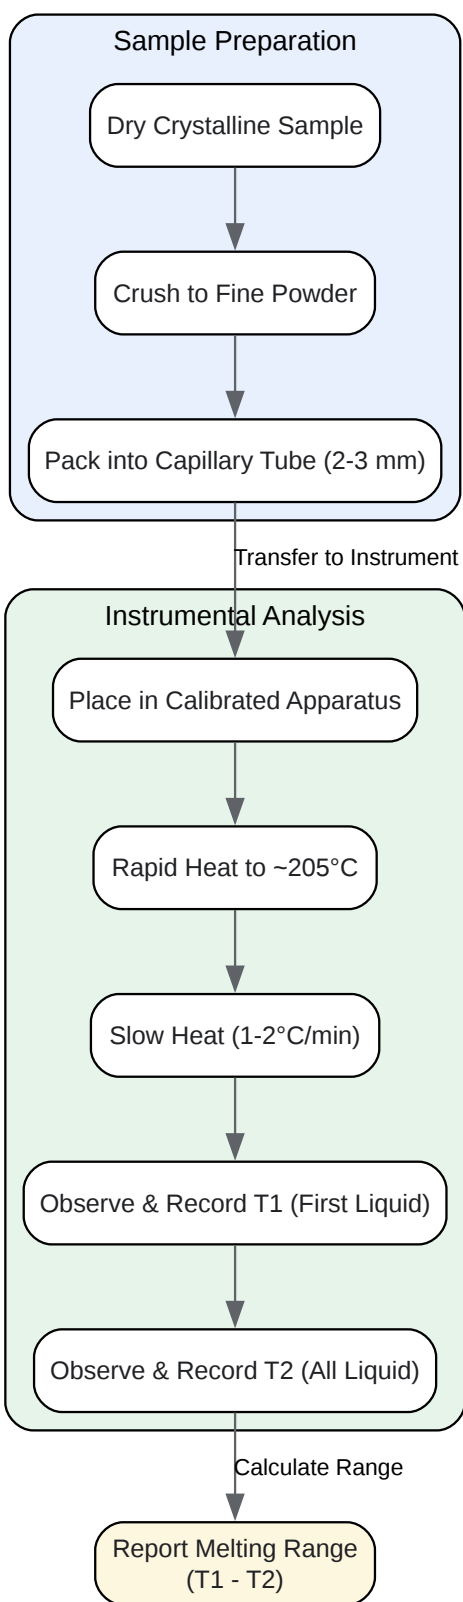 Sample Preparation
Dry Crystalline Sample
Crush to Fine Powder
Pack into Capillary Tube (2-3 mm)
Transfer to Instrument
Instrumental Analysis
Place in Calibrated Apparatus
Rapid Heat to ~205°C
Slow Heat (1-2°C/min)
Observe & Record T1 (First Liquid)
Observe & Record T2 (All Liquid)
Calculate Range
Report Melting Range
(T1 - T2)